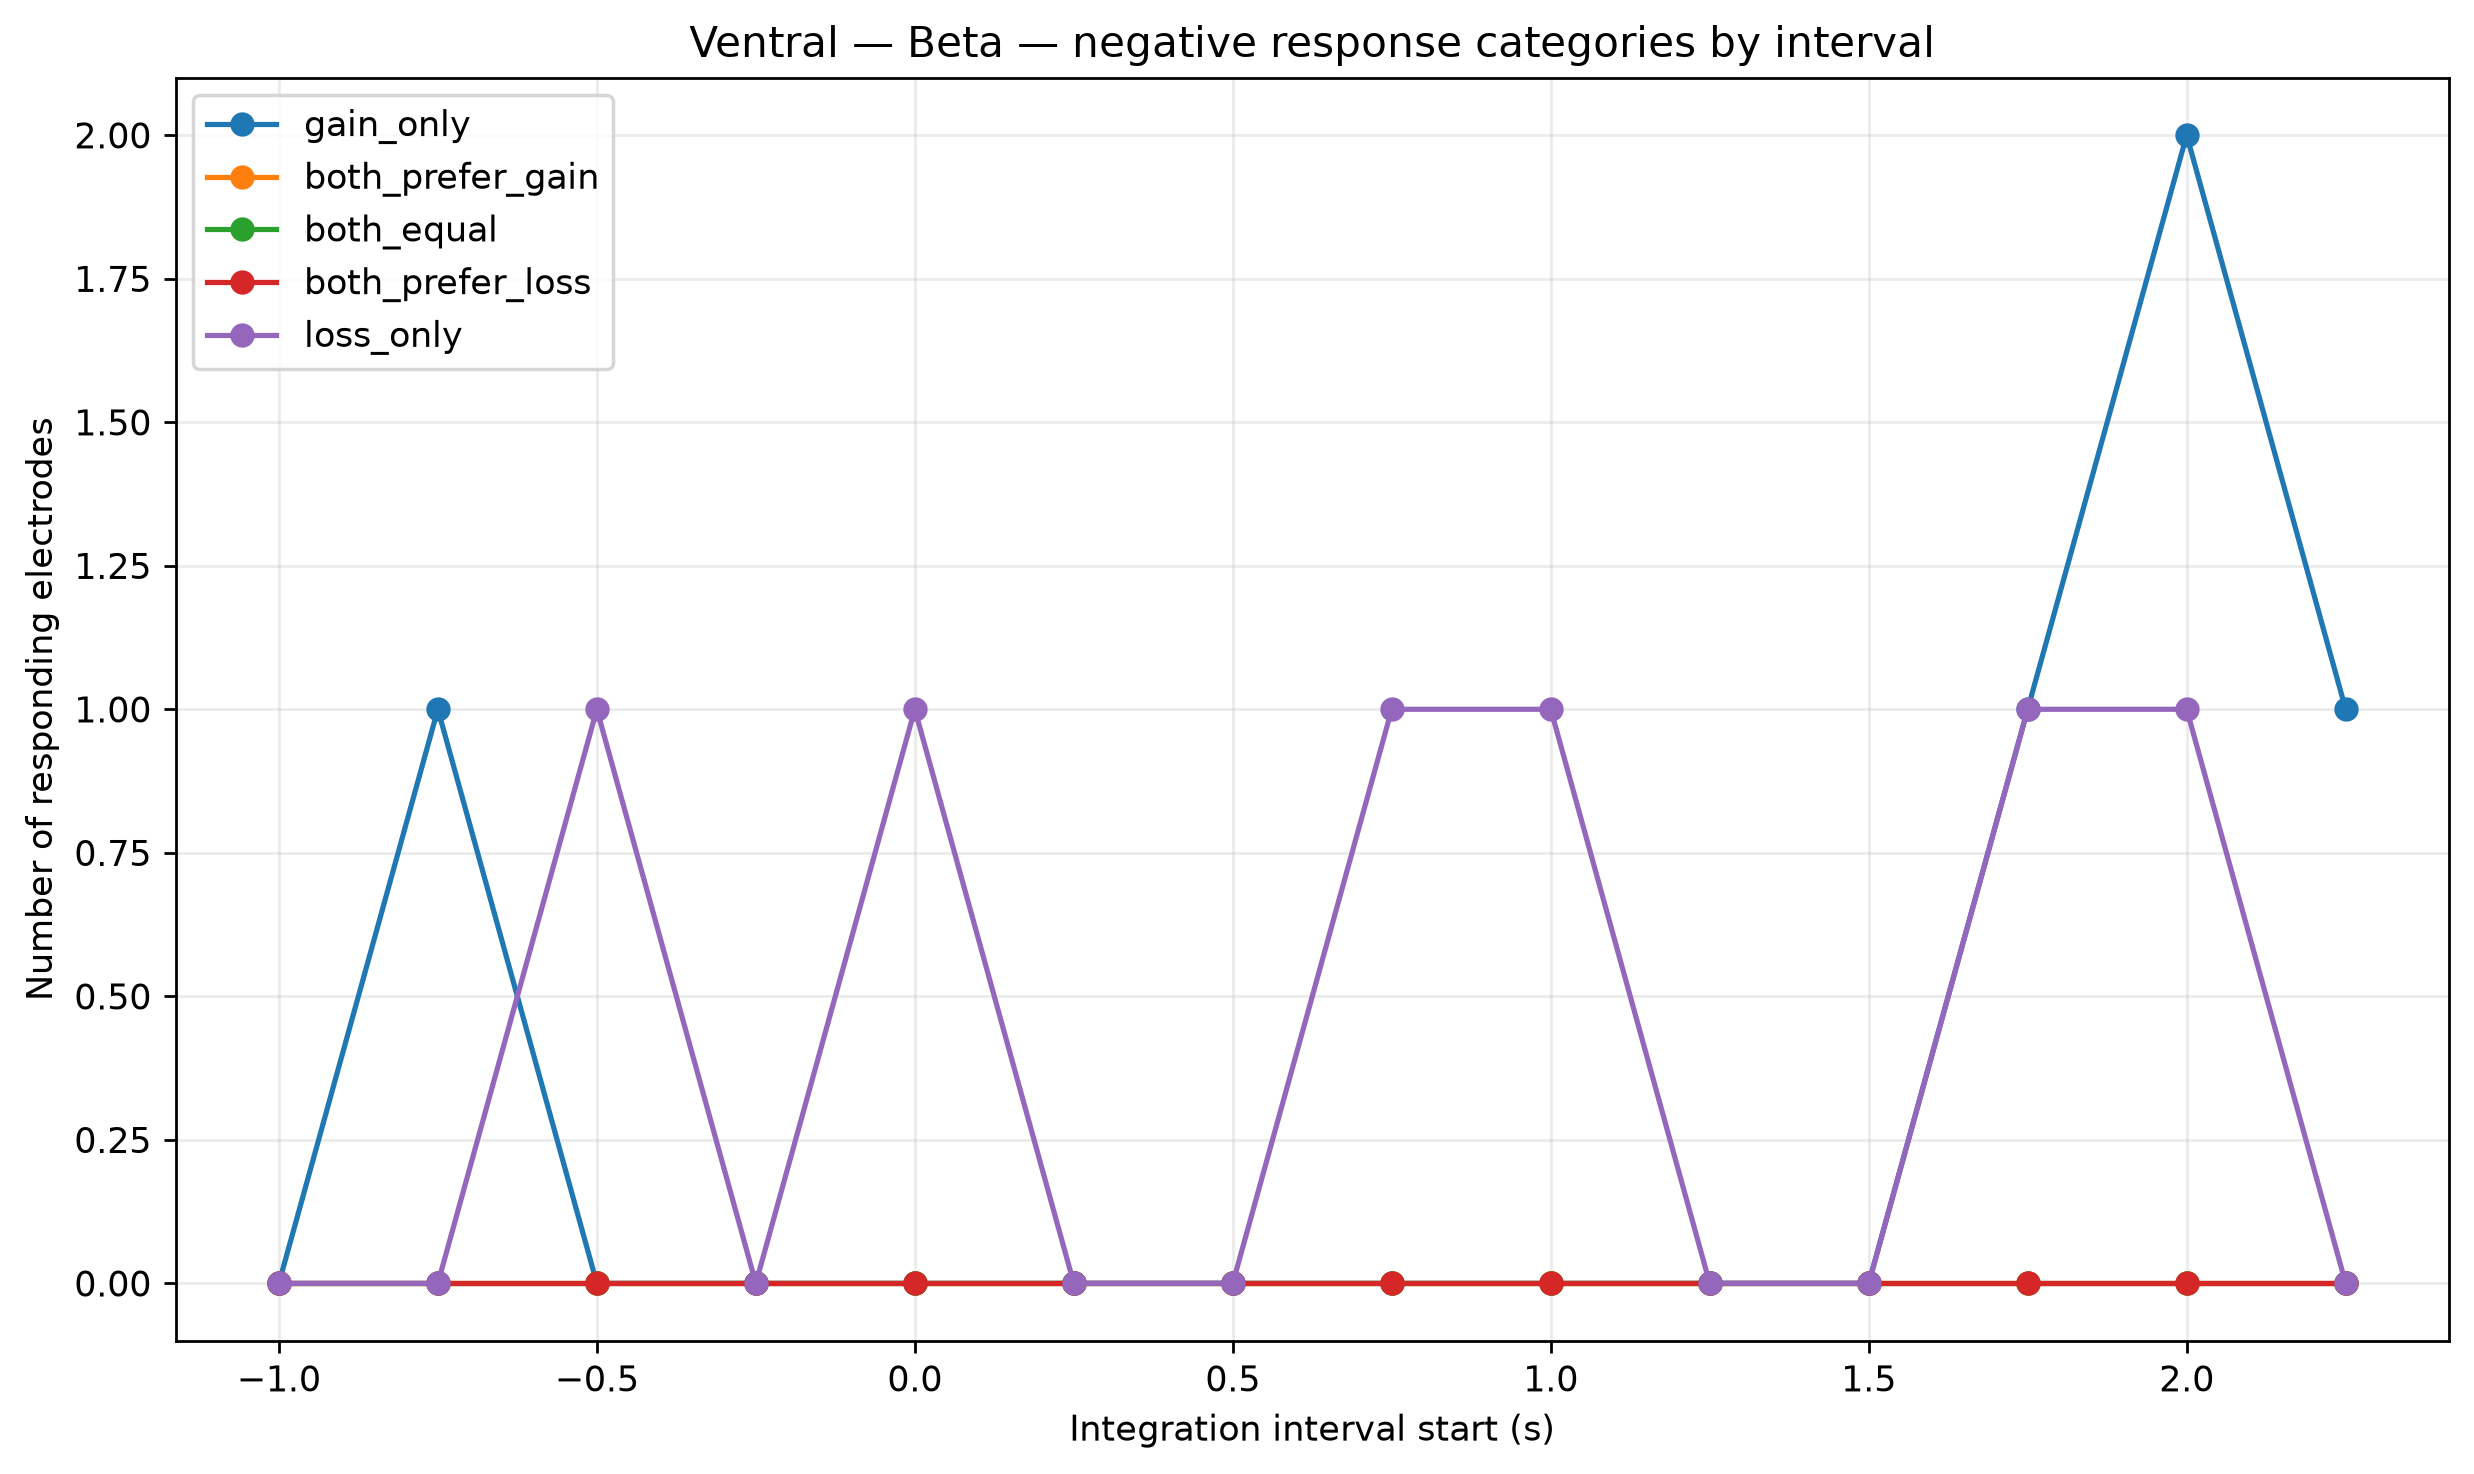 Ventral — Beta — negative response categories by interval
gain_only
both_prefer_gain
both_equal
both_prefer_loss
loss_only
Number of responding electrodes
2.00
1.75
1.50
1.25
1.00
0.75
0.50
0.25
0.00
−1.0 −0.5 0.0 0.5 1.0 1.5 2.0
Integration interval start (s)